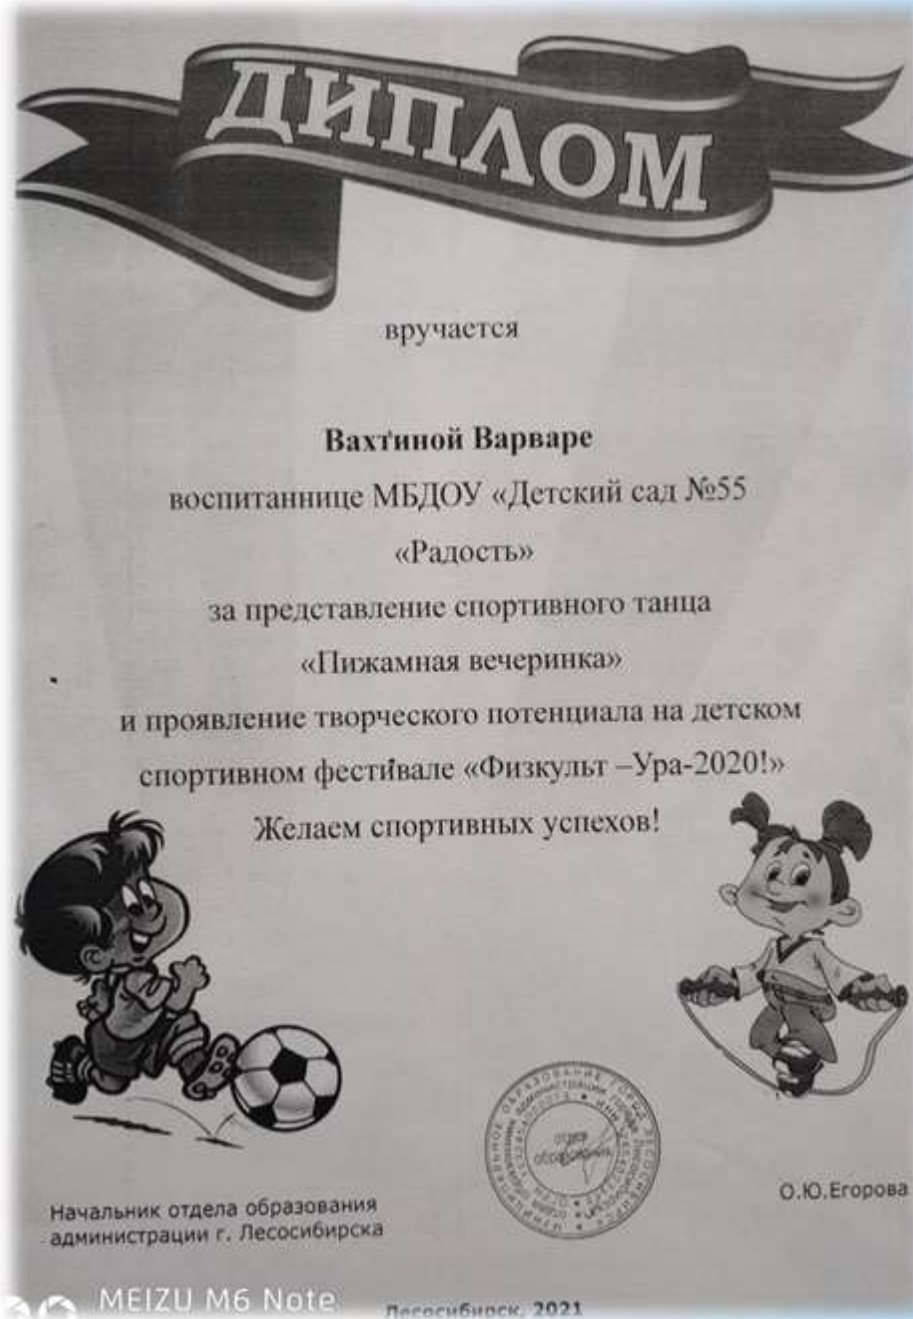 ДИПЛОМ
вручается
Вахтиной Варваре
воспитаннице МБДОУ «Детский сад №55
«Радость»
за представление спортивного танца
«Пижамная вечеринка»
и проявление творческого потенциала на детском
спортивном фестивале «Физкульт –Ура-2020!»
Желаем спортивных успехов!
отдел
образования
Начальник отдела образования
администрации г. Лесосибирска
О.Ю.Егорова
MEIZU M6 Note
Лесосибирск, 2021